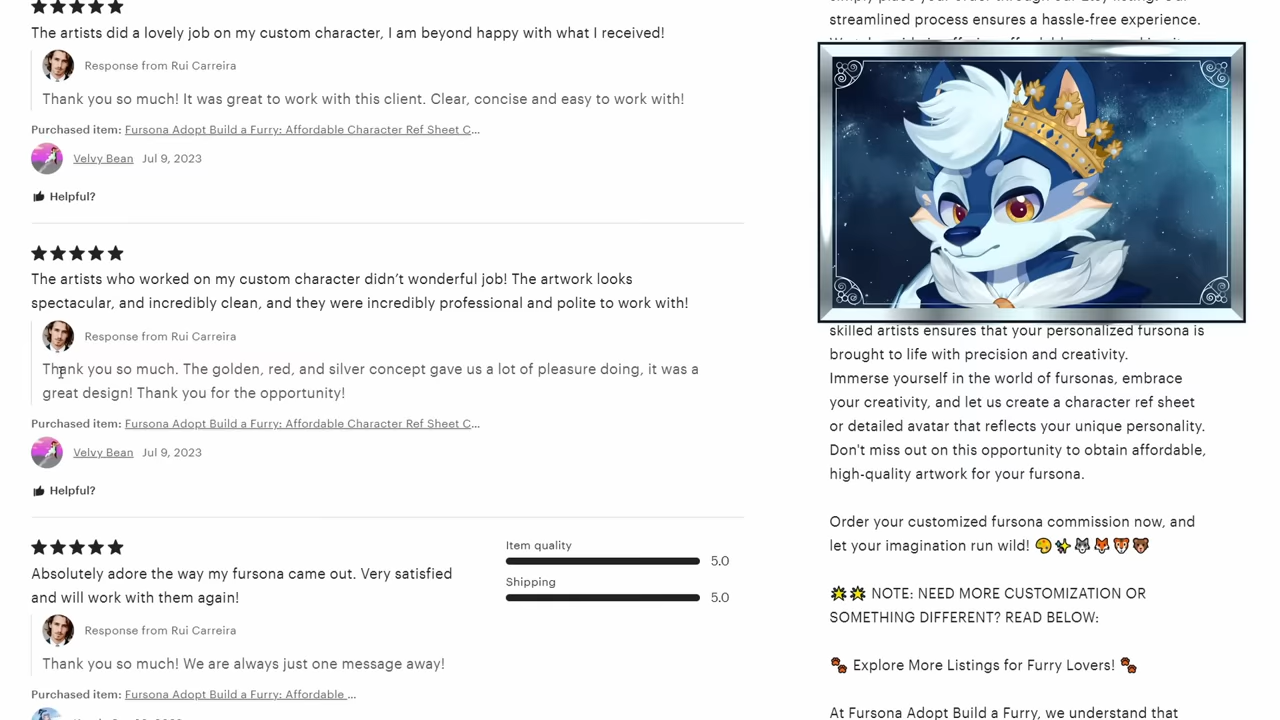 The artists did a lovely job on my custom character, I am beyond happy with what I received!
Response from Rui Carreira
Thank you so much! It was great to work with this client. Clear, concise and easy to work with!
Purchased item: Fursona Adopt Build a Furry: Affordable Character Ref Sheet C...
Velvy Bean Jul 9, 2023
Helpful?
The artists who worked on my custom character didn’t wonderful job! The artwork looks
spectacular, and incredibly clean, and they were incredibly professional and polite to work with!
Response from Rui Carreira
Thank you so much. The golden, red, and silver concept gave us a lot of pleasure doing, it was a
great design! Thank you for the opportunity!
Purchased item: Fursona Adopt Build a Furry: Affordable Character Ref Sheet C...
Velvy Bean Jul 9, 2023
Helpful?
Absolutely adore the way my fursona came out. Very satisfied
and will work with them again!
Item quality 5.0
Shipping 5.0
Response from Rui Carreira
Thank you so much! We are always just one message away!
Purchased item: Fursona Adopt Build a Furry: Affordable ...
streamlined process ensures a hassle-free experience.
skilled artists ensures that your personalized fursona is
brought to life with precision and creativity.
Immerse yourself in the world of fursonas, embrace
your creativity, and let us create a character ref sheet
or detailed avatar that reflects your unique personality.
Don't miss out on this opportunity to obtain affordable,
high-quality artwork for your fursona.
Order your customized fursona commission now, and
let your imagination run wild! 🎨✨🐺🦊🐯🐻
🌟🌟 NOTE: NEED MORE CUSTOMIZATION OR
SOMETHING DIFFERENT? READ BELOW:
🐾 Explore More Listings for Furry Lovers! 🐾
At Fursona Adopt Build a Furry, we understand that